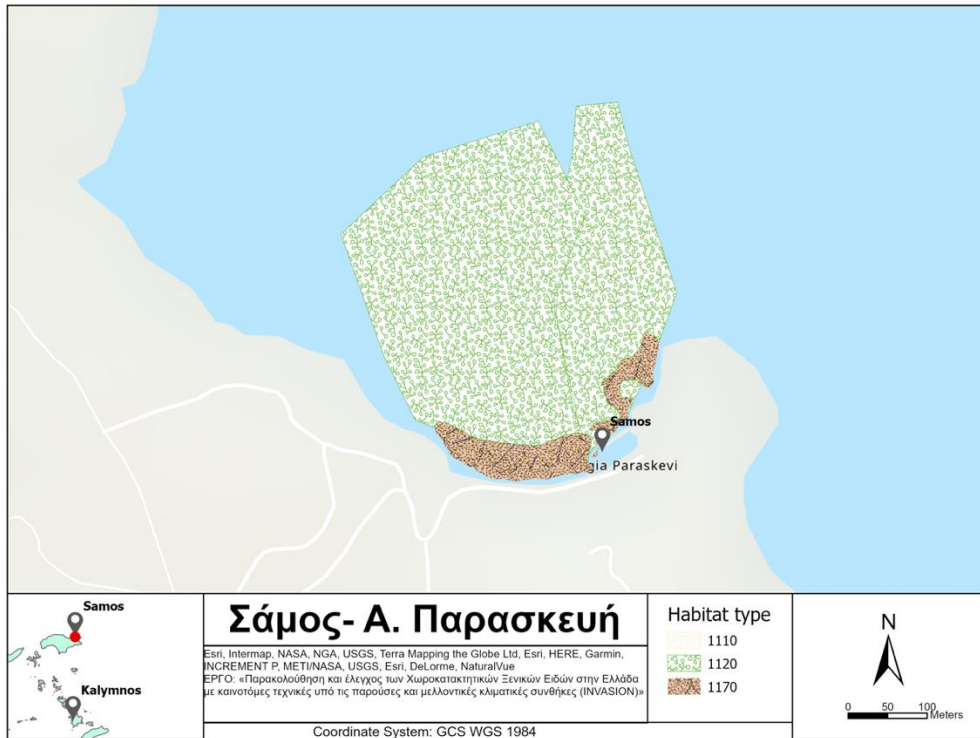 Samos
gia Paraskevi
Samos
Kalymnos
Σάμος- Α. Παρασκευή
Esri, Intermap, NASA, NGA, USGS, Terra Mapping the Globe Ltd, Esri, HERE, Garmin,
INCREMENT P, METI/NASA, USGS, Esri, DeLorme, NaturalVue
ΕΡΓΟ: «Παρακολούθηση και έλεγχος των Χωροκατακτητικών Ξενικών Ειδών στην Ελλάδα
με καινοτόμες τεχνικές υπό τις παρούσες και μελλοντικές κλιματικές συνθήκες (INVASION)»
Coordinate System: GCS WGS 1984
Habitat type
1110
1120
1170
N
0 50 100
Meters